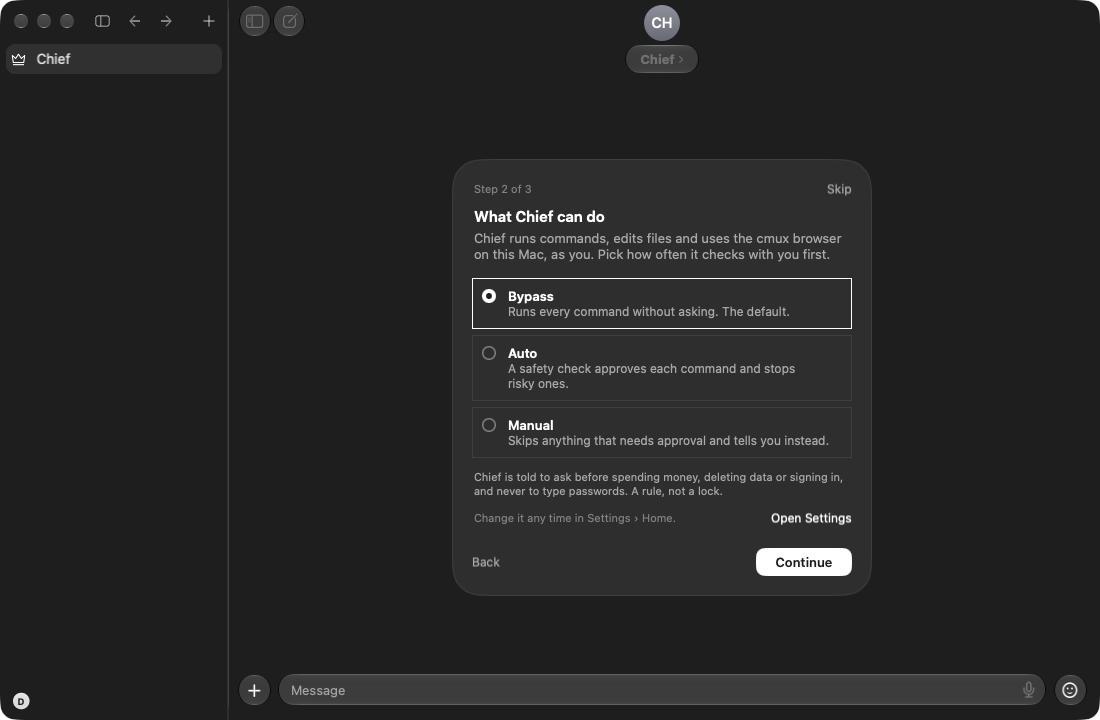 CH
Chief
Chief ›
Step 2 of 3
Skip
What Chief can do
Chief runs commands, edits files and uses the cmux browser
on this Mac, as you. Pick how often it checks with you first.
Bypass
Runs every command without asking. The default.
Auto
A safety check approves each command and stops
risky ones.
Manual
Skips anything that needs approval and tells you instead.
Chief is told to ask before spending money, deleting data or signing in,
and never to type passwords. A rule, not a lock.
Change it any time in Settings › Home.
Open Settings
Back
Continue
Message
D